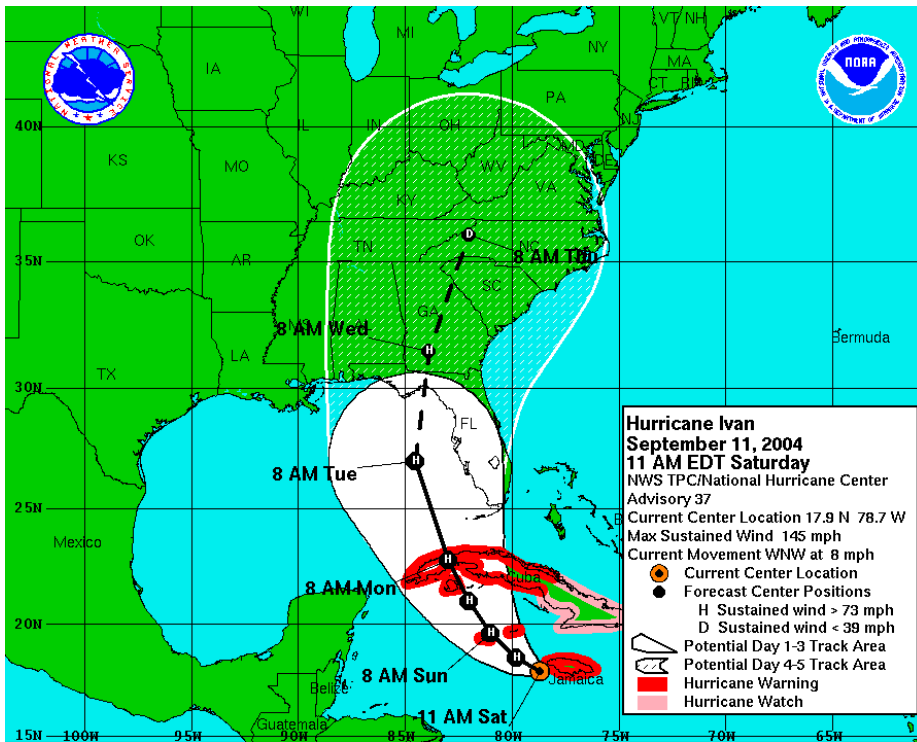 WI
MI
VT
NH
NY
MA
CT
RI
IA
PA
NJ
NATIONAL WEATHER SERVICE
NOAA
40N
IL
IN
OH
MD
DE
KS
MO
WV
VA
KY
OK
TN
NC
8 AM Thu
D
35N
AR
SC
GA
8 AM Wed
H
MS
AL
Bermuda
LA
TX
30N
FL
8 AM Tue
H
25N
Mexico
Cuba
8 AM Mon
H
H
20N
H
8 AM Sun
H
Jamaica
Belize
11 AM Sat
Guatemala
15N
100W
95W
90W
85W
80W
75W
70W
65W
Hurricane Ivan
September 11, 2004
11 AM EDT Saturday
NWS TPC/National Hurricane Center
Advisory 37
Current Center Location 17.9 N 78.7 W
Max Sustained Wind 145 mph
Current Movement WNW at 8 mph
Current Center Location
Forecast Center Positions
H Sustained wind > 73 mph
D Sustained wind < 39 mph
Potential Day 1-3 Track Area
Potential Day 4-5 Track Area
Hurricane Warning
Hurricane Watch